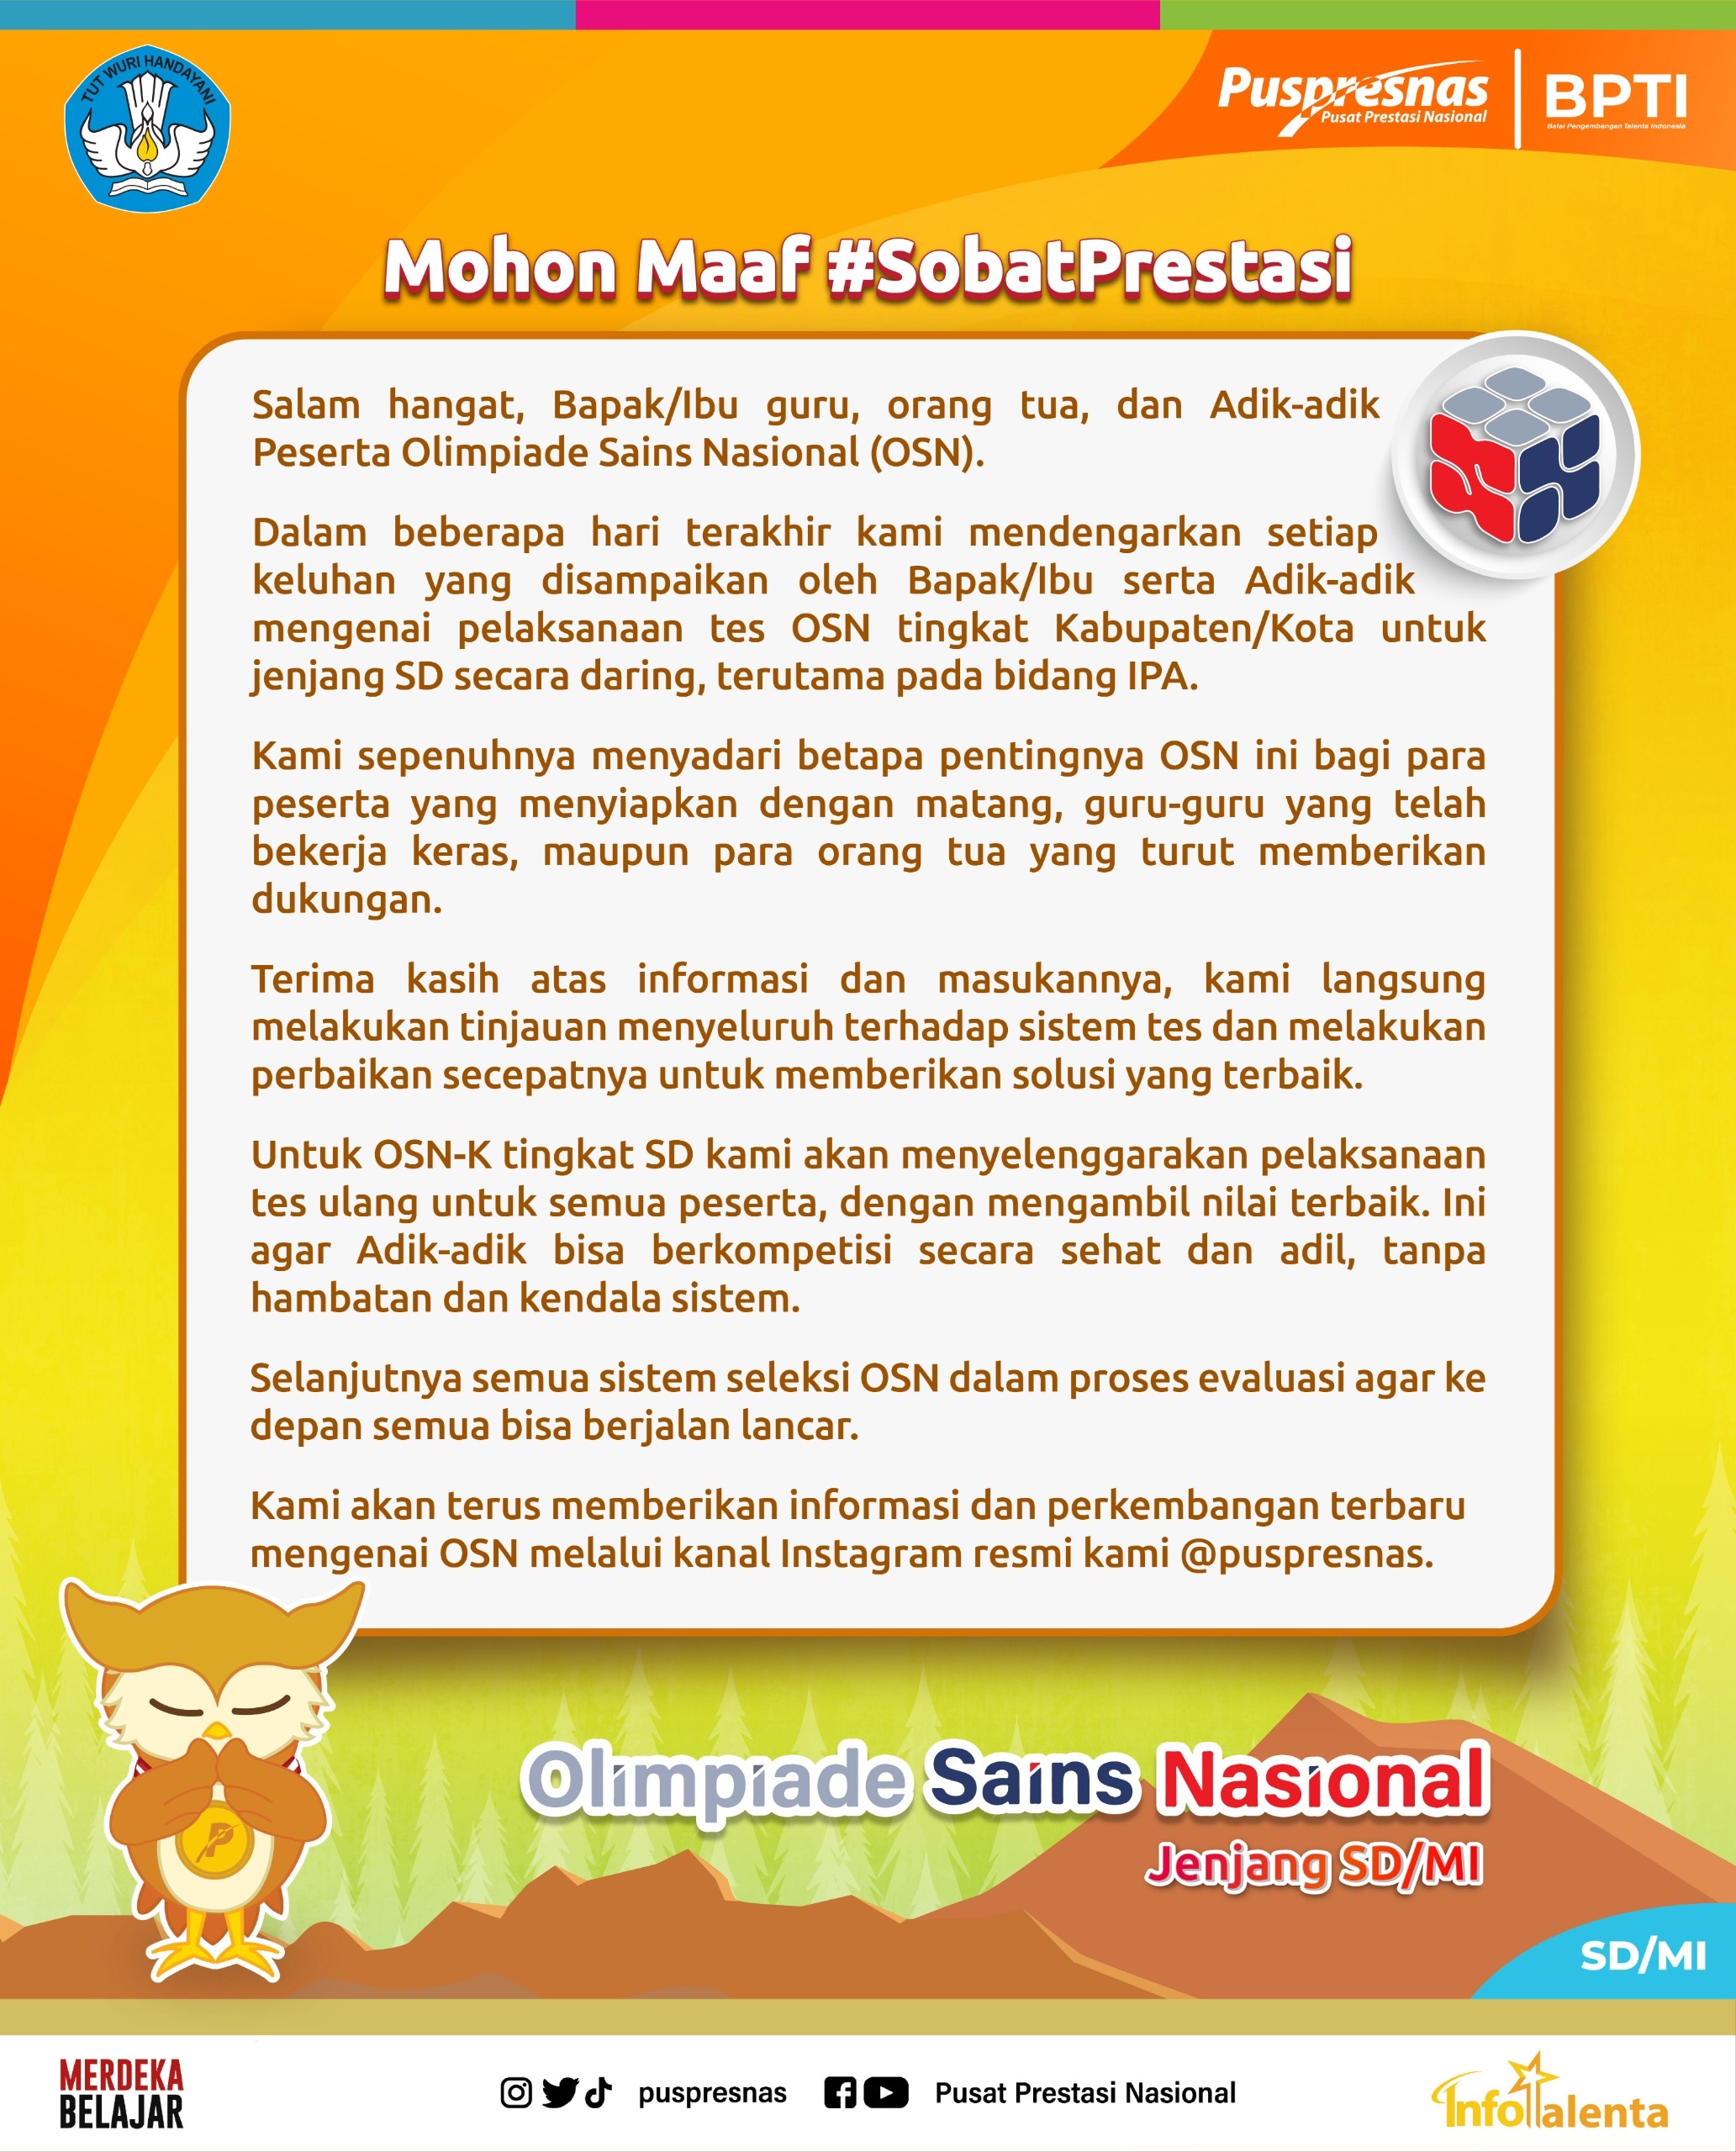 TUT WURI HANDAYANI
Puspresnas
Pusat Prestasi Nasional
BPTI
Balai Pengembangan Talenta Indonesia
Mohon Maaf #SobatPrestasi
Salam hangat, Bapak/Ibu guru, orang tua, dan Adik-adik
Peserta Olimpiade Sains Nasional (OSN).
Dalam beberapa hari terakhir kami mendengarkan setiap
keluhan yang disampaikan oleh Bapak/Ibu serta Adik-adik
mengenai pelaksanaan tes OSN tingkat Kabupaten/Kota untuk
jenjang SD secara daring, terutama pada bidang IPA.
Kami sepenuhnya menyadari betapa pentingnya OSN ini bagi para
peserta yang menyiapkan dengan matang, guru-guru yang telah
bekerja keras, maupun para orang tua yang turut memberikan
dukungan.
Terima kasih atas informasi dan masukannya, kami langsung
melakukan tinjauan menyeluruh terhadap sistem tes dan melakukan
perbaikan secepatnya untuk memberikan solusi yang terbaik.
Untuk OSN-K tingkat SD kami akan menyelenggarakan pelaksanaan
tes ulang untuk semua peserta, dengan mengambil nilai terbaik. Ini
agar Adik-adik bisa berkompetisi secara sehat dan adil, tanpa
hambatan dan kendala sistem.
Selanjutnya semua sistem seleksi OSN dalam proses evaluasi agar ke
depan semua bisa berjalan lancar.
Kami akan terus memberikan informasi dan perkembangan terbaru
mengenai OSN melalui kanal Instagram resmi kami @puspresnas.
P
Olimpiade Sains Nasional
Jenjang SD/MI
SD/MI
MERDEKA
BELAJAR
puspresnas
Pusat Prestasi Nasional
InfoTalenta